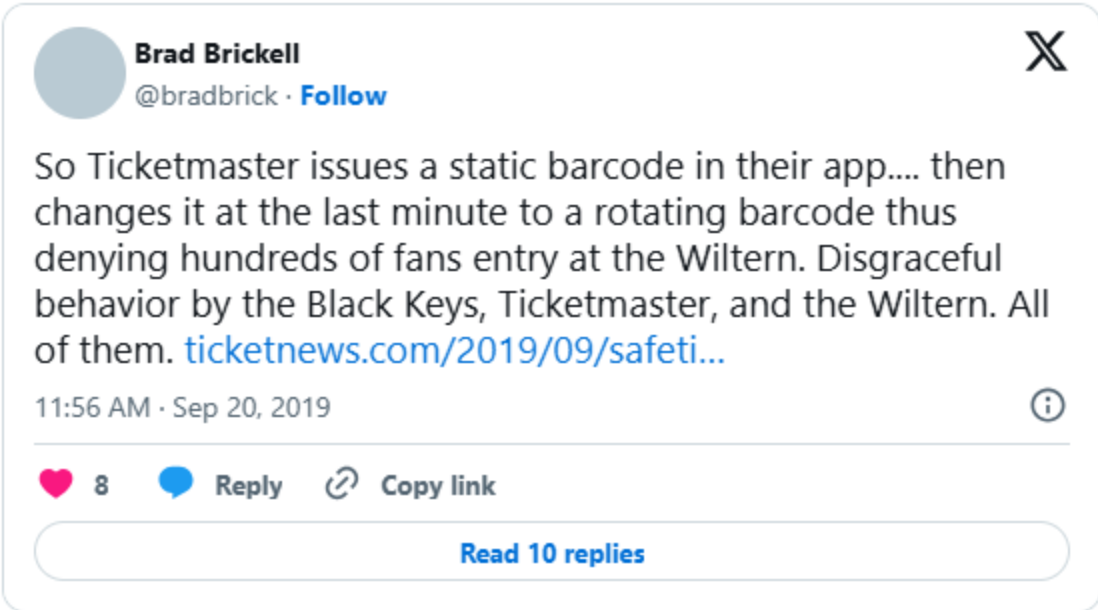 Brad Brickell
@bradbrick · Follow
So Ticketmaster issues a static barcode in their app.... then
changes it at the last minute to a rotating barcode thus
denying hundreds of fans entry at the Wiltern. Disgraceful
behavior by the Black Keys, Ticketmaster, and the Wiltern. All
of them. ticketnews.com/2019/09/safeti...
11:56 AM · Sep 20, 2019
8 Reply Copy link
Read 10 replies